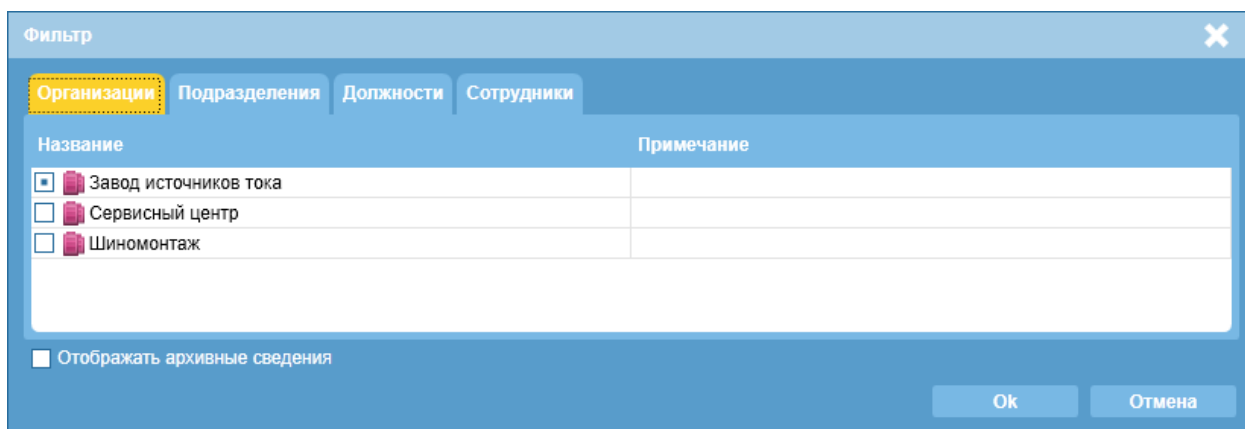 Фильтр
Организации Подразделения Должности Сотрудники
Название Примечание
Завод источников тока
Сервисный центр
Шиномонтаж
Отображать архивные сведения
Ok Отмена